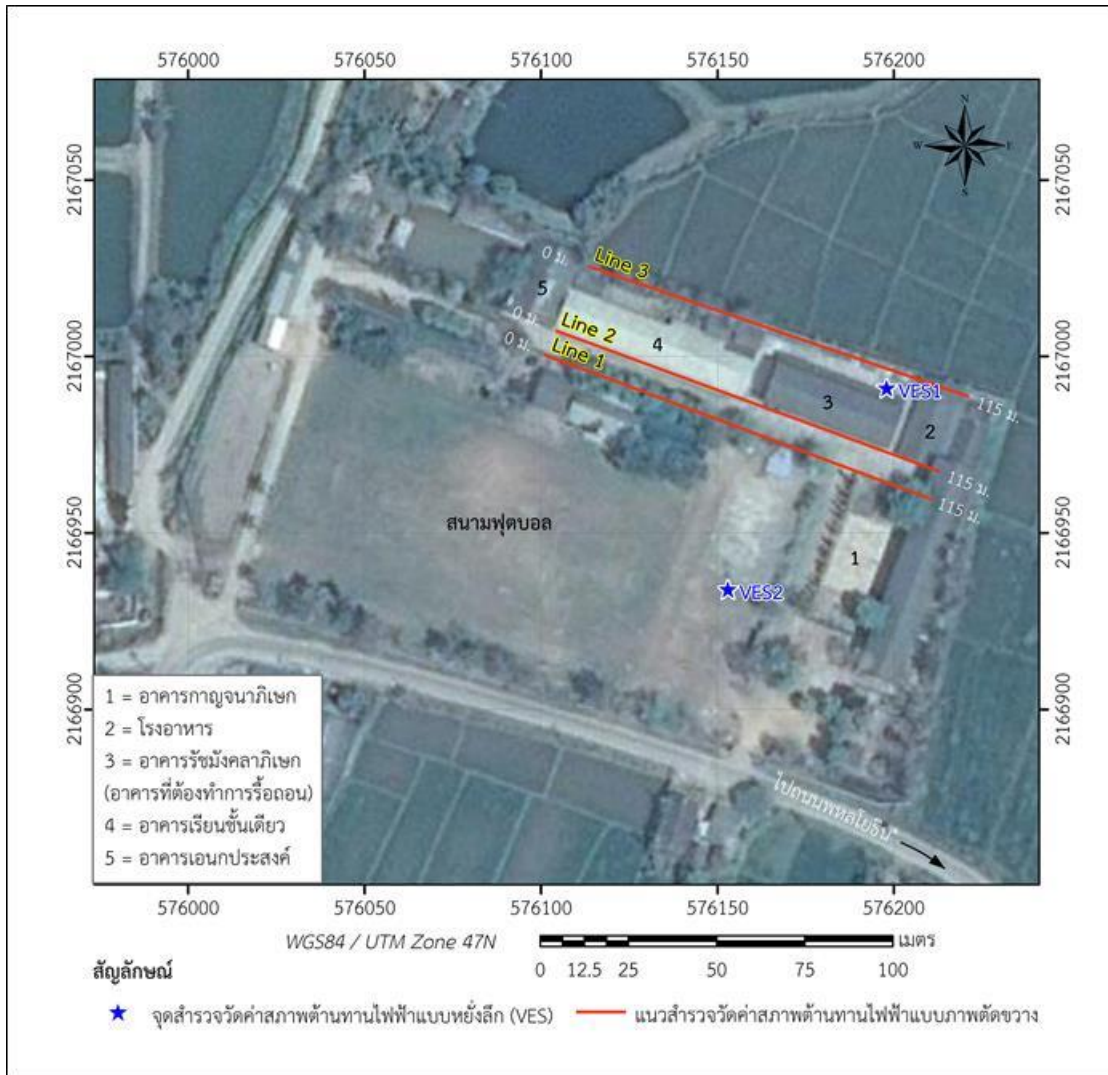 576000 576050 576100 576150 576200
N
W E
S
2167050 2167050
0 ม. Line 3
5
0 ม. Line 2
4
2167000 2167000
0 ม. Line 1
VES1
3
115 ม.
2
115 ม.
115 ม.
สนามฟุตบอล
2166950 2166950
1
VES2
1 = อาคารกาญจนาภิเษก
2 = โรงอาหาร
3 = อาคารรัชมังคลาภิเษก
(อาคารที่ต้องทำการรื้อถอน)
4 = อาคารเรียนชั้นเดียว
5 = อาคารเอนกประสงค์
2166900 2166900
ไปถนนพหลโยธิน
576000 576050 576100 576150 576200
WGS84 / UTM Zone 47N
เมตร
0 12.5 25 50 75 100
สัญลักษณ์
จุดสำรวจวัดค่าสภาพต้านทานไฟฟ้าแบบหยั่งลึก (VES)
แนวสำรวจวัดค่าสภาพต้านทานไฟฟ้าแบบภาพตัดขวาง